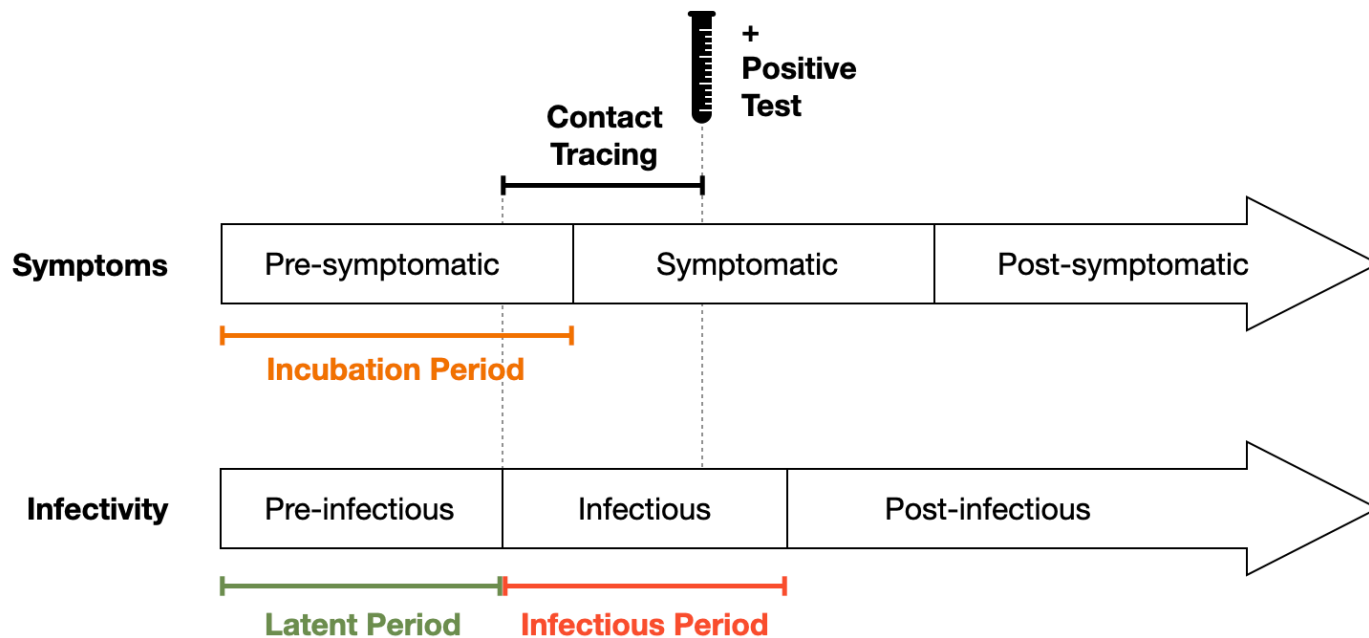 +
Positive
Test
Contact
Tracing
Symptoms
Pre-symptomatic
Symptomatic
Post-symptomatic
Incubation Period
Infectivity
Pre-infectious
Infectious
Post-infectious
Latent Period
Infectious Period